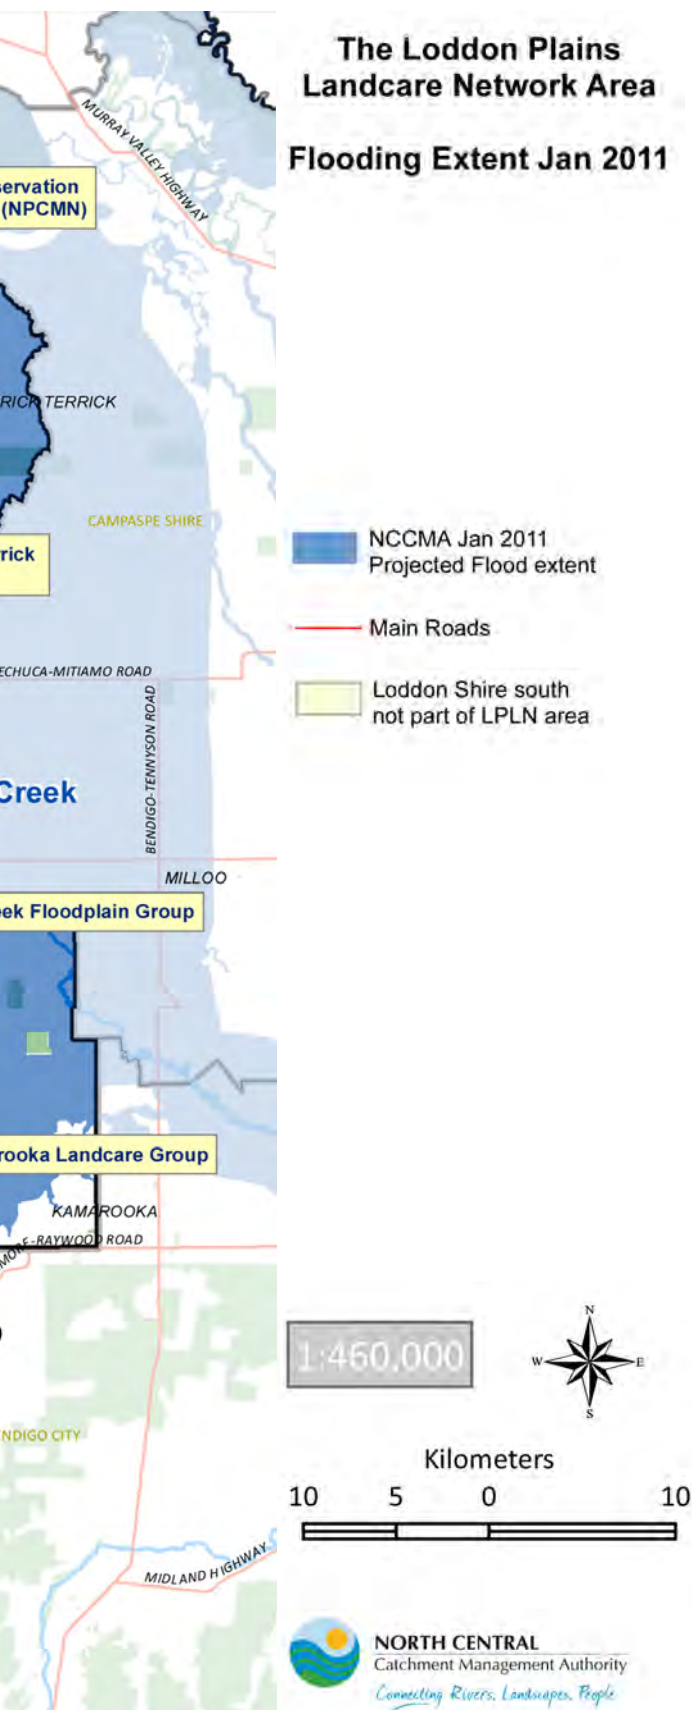 The Loddon Plains
Landcare Network Area
Flooding Extent Jan 2011
MURRAY VALLEY HIGHWAY
servation
(NPCMN)
RICK TERRICK
CAMPASPE SHIRE
rick
ECHUCA-MITIAMO ROAD
BENDIGO-TENNYSON ROAD
Creek
MILLOO
eek Floodplain Group
rooka Landcare Group
KAMAROOKA
MORE-RAYWOOD ROAD
NDIGO CITY
MIDLAND HIGHWAY
NCCMA Jan 2011
Projected Flood extent
Main Roads
Loddon Shire south
not part of LPLN area
1:460,000
N
W E
S
Kilometers
10 5 0 10
NORTH CENTRAL
Catchment Management Authority
Connecting Rivers, Landscapes, People